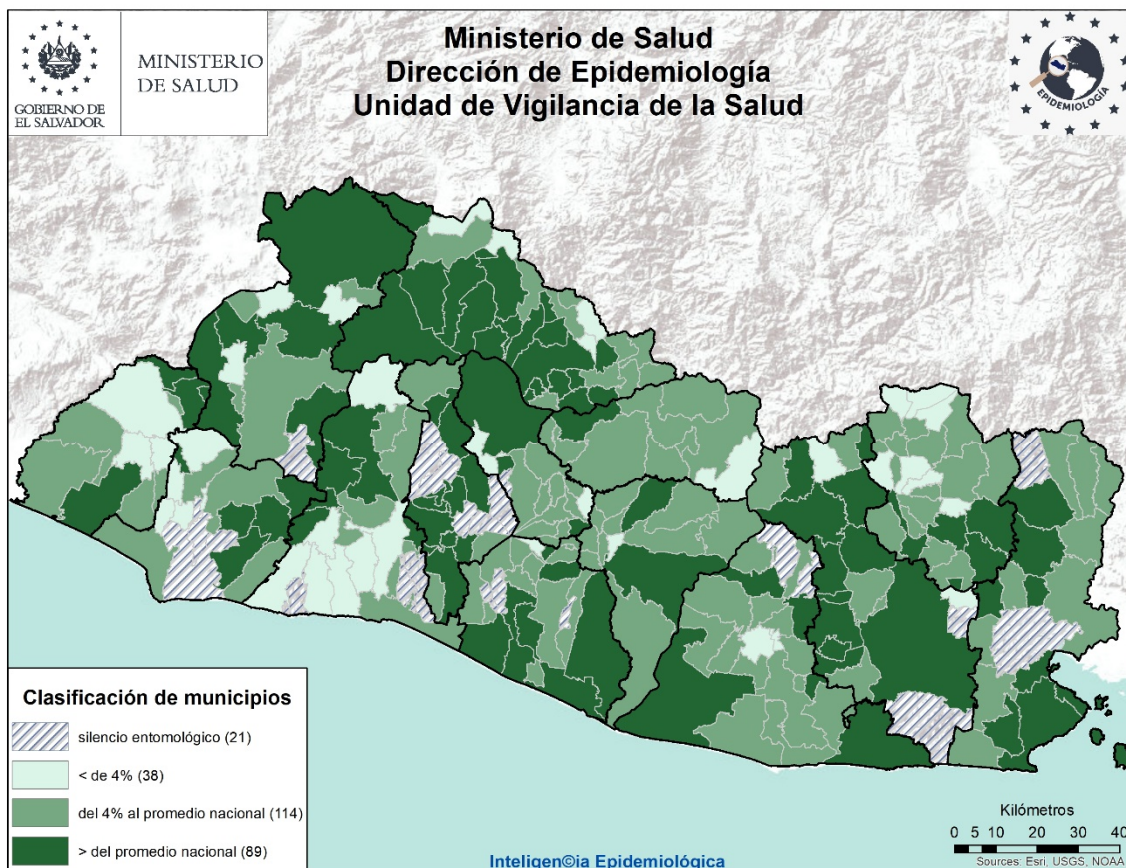 GOBIERNO DE
EL SALVADOR
MINISTERIO
DE SALUD
Ministerio de Salud
Dirección de Epidemiología
Unidad de Vigilancia de la Salud
EPIDEMIOLOGÍA
Clasificación de municipios
silencio entomológico (21)
< de 4% (38)
del 4% al promedio nacional (114)
> del promedio nacional (89)
Inteligen©ia Epidemiológica
Kilómetros
0 5 10 20 30 40
Sources: Esri, USGS, NOAA